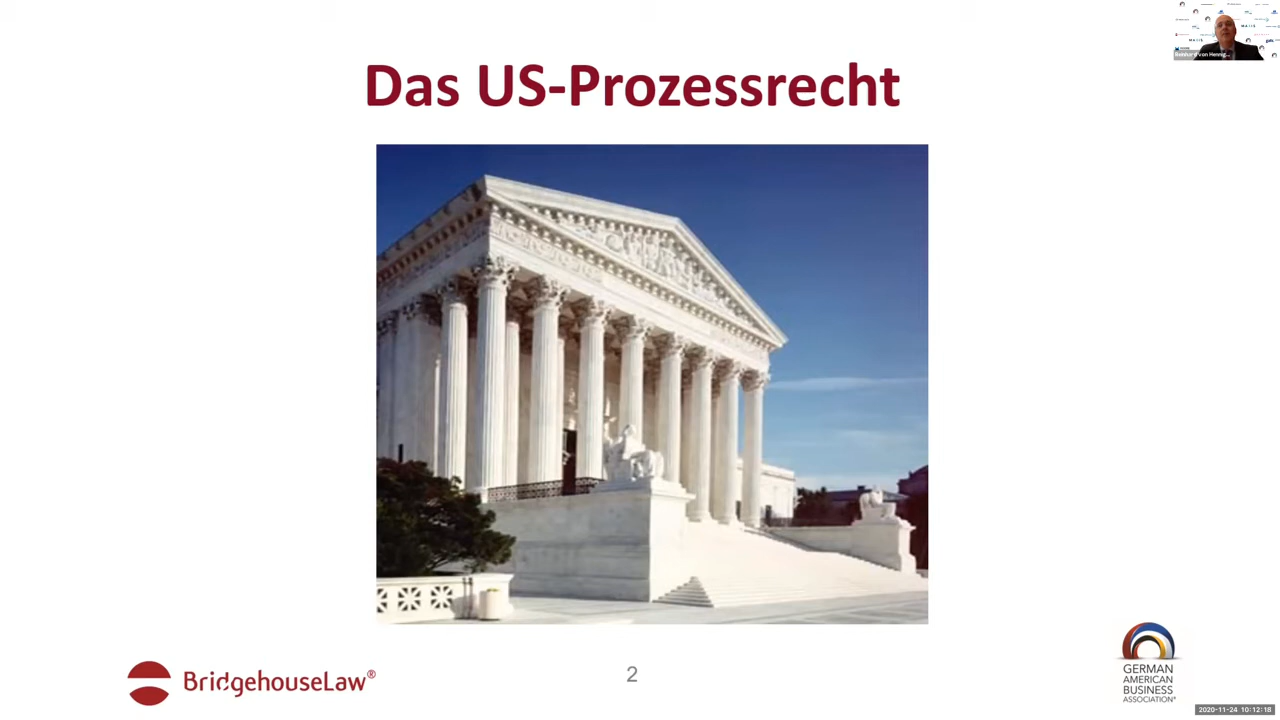 Das US-Prozessrecht
BridgehouseLaw®
2
GERMAN
AMERICAN
BUSINESS
ASSOCIATION®
2020-11-24 10:12:18